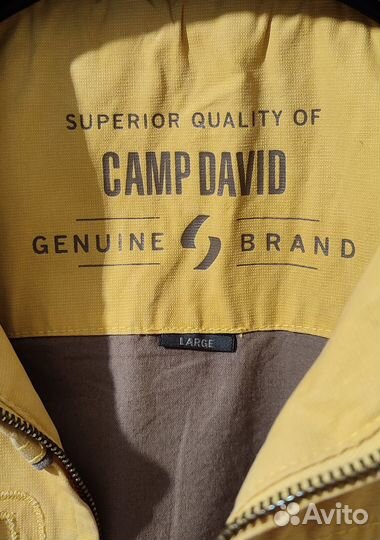 SUPERIOR QUALITY OF
CAMP DAVID
GENUINE BRAND
LARGE
Avito